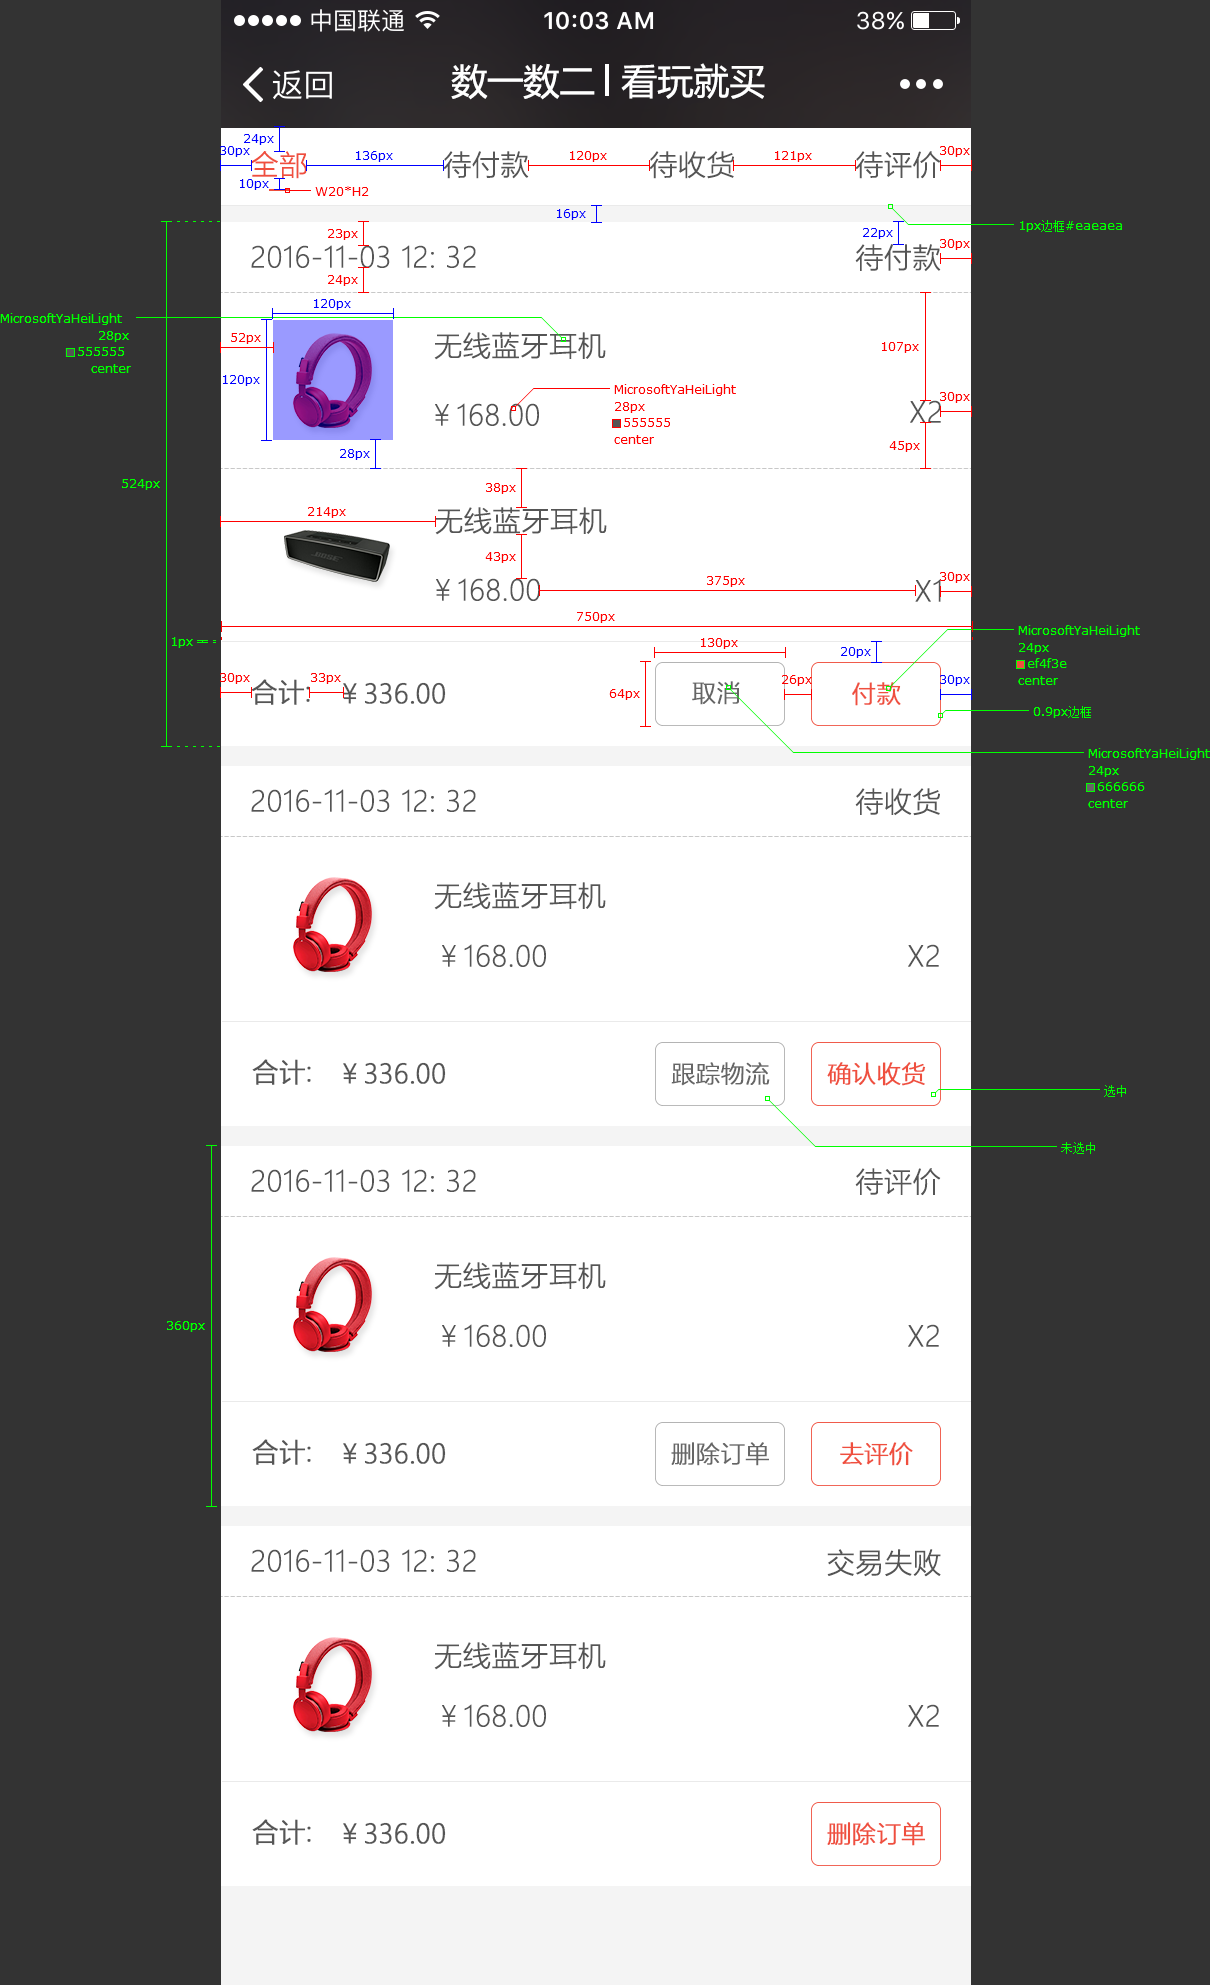 中国联通 10:03 AM 38%
返回 数一数二 | 看玩就买
24px
30px 全部 136px 待付款 120px 待收货 121px 待评价 30px
10px W20*H2
16px
1px边框#eaeaea
23px 22px
2016-11-03 12: 32 待付款 30px
24px
120px
MicrosoftYaHeiLight
28px
555555
center
52px 无线蓝牙耳机 107px
120px
MicrosoftYaHeiLight
28px
555555
center
¥ 168.00 X2 30px
28px 45px
524px
38px
214px 无线蓝牙耳机
BOSE
43px
375px
¥ 168.00 X1 30px
750px
1px
130px 20px
MicrosoftYaHeiLight
24px
ef4f3e
center
30px 合计: 33px ¥ 336.00 64px 取消 26px 付款 30px
0.9px边框
MicrosoftYaHeiLight
24px
666666
center
2016-11-03 12: 32 待收货
无线蓝牙耳机
¥ 168.00 X2
合计: ¥ 336.00 跟踪物流 确认收货
选中
未选中
2016-11-03 12: 32 待评价
无线蓝牙耳机
360px
¥ 168.00 X2
合计: ¥ 336.00 删除订单 去评价
2016-11-03 12: 32 交易失败
无线蓝牙耳机
¥ 168.00 X2
合计: ¥ 336.00 删除订单